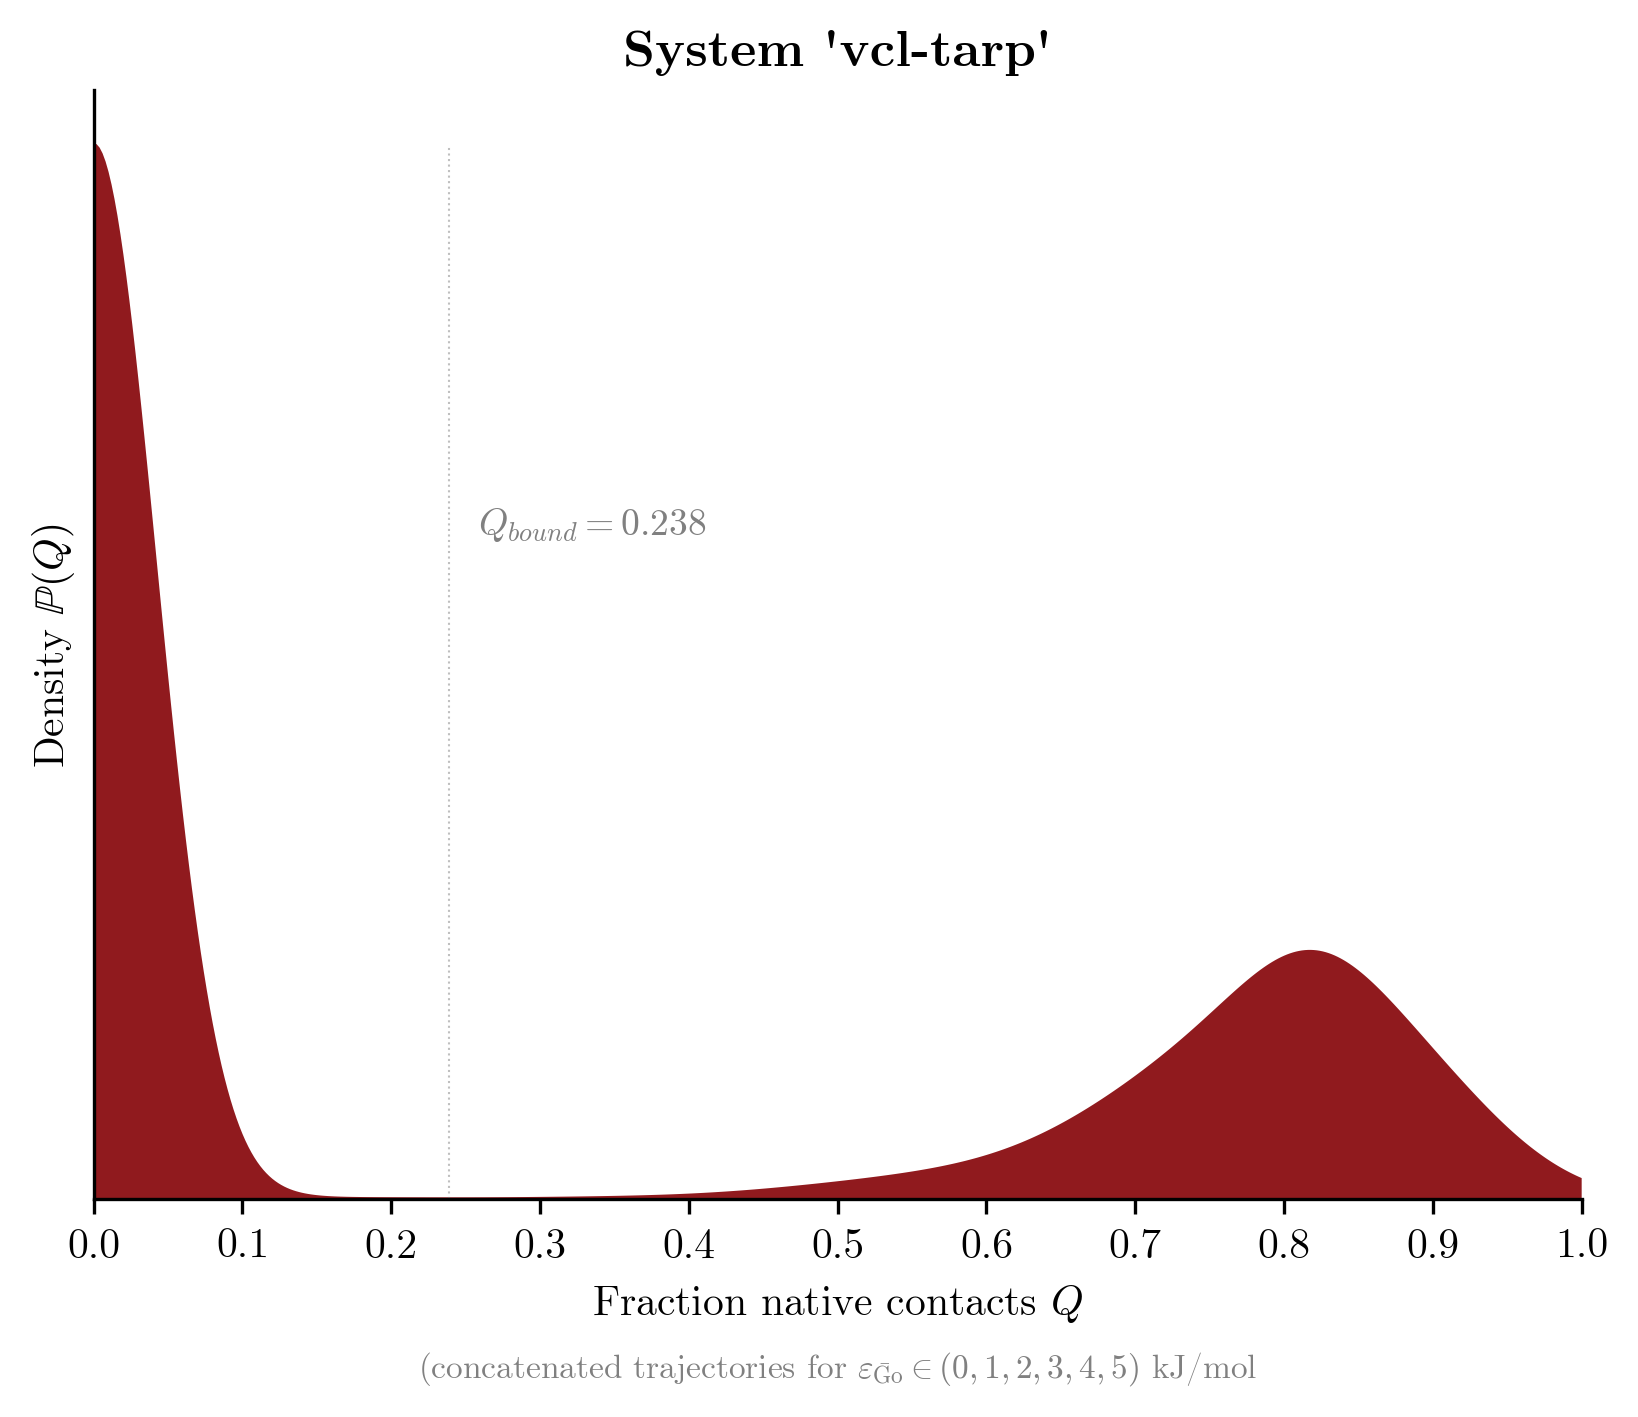 System 'vcl-tarp'
Density ℙ(Q)
Q_{bound} = 0.238
0.0 0.1 0.2 0.3 0.4 0.5 0.6 0.7 0.8 0.9 1.0
Fraction native contacts Q
(concatenated trajectories for ε_{Ḡo} ∈ (0, 1, 2, 3, 4, 5) kJ/mol